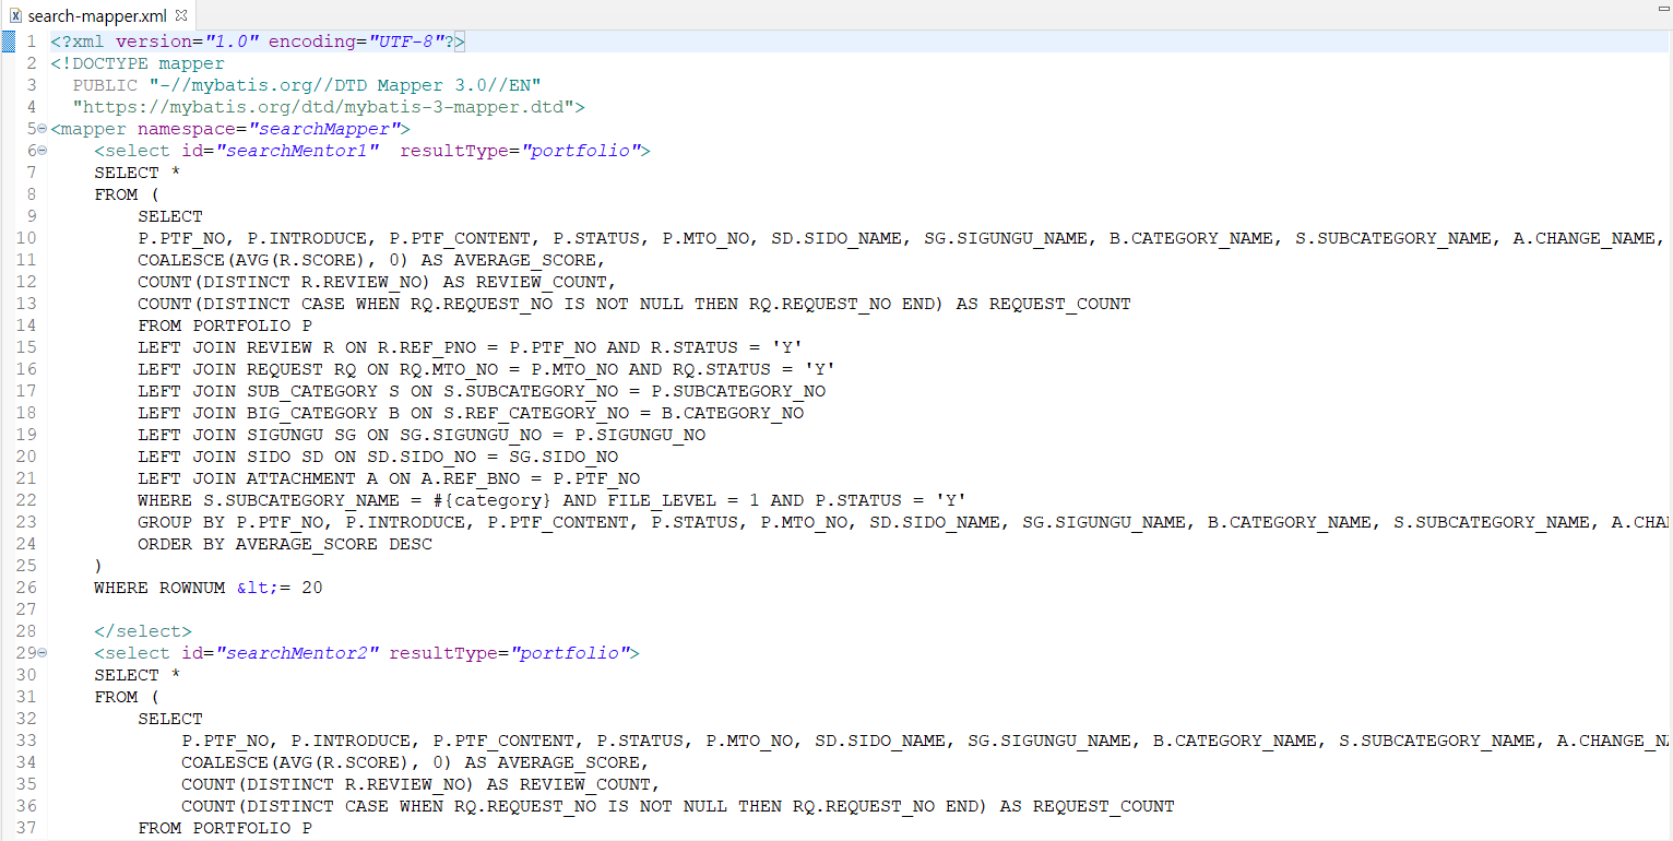 search-mapper.xml
1 <?xml version="1.0" encoding="UTF-8"?>
2 <!DOCTYPE mapper
3 PUBLIC "-//mybatis.org//DTD Mapper 3.0//EN"
4 "https://mybatis.org/dtd/mybatis-3-mapper.dtd">
5 <mapper namespace="searchMapper">
6 <select id="searchMentor1"  resultType="portfolio">
7 SELECT *
8 FROM (
9 SELECT
10 P.PTF_NO, P.INTRODUCE, P.PTF_CONTENT, P.STATUS, P.MTO_NO, SD.SIDO_NAME, SG.SIGUNGU_NAME, B.CATEGORY_NAME, S.SUBCATEGORY_NAME, A.CHANGE_NAME,
11 COALESCE(AVG(R.SCORE), 0) AS AVERAGE_SCORE,
12 COUNT(DISTINCT R.REVIEW_NO) AS REVIEW_COUNT,
13 COUNT(DISTINCT CASE WHEN RQ.REQUEST_NO IS NOT NULL THEN RQ.REQUEST_NO END) AS REQUEST_COUNT
14 FROM PORTFOLIO P
15 LEFT JOIN REVIEW R ON R.REF_PNO = P.PTF_NO AND R.STATUS = 'Y'
16 LEFT JOIN REQUEST RQ ON RQ.MTO_NO = P.MTO_NO AND RQ.STATUS = 'Y'
17 LEFT JOIN SUB_CATEGORY S ON S.SUBCATEGORY_NO = P.SUBCATEGORY_NO
18 LEFT JOIN BIG_CATEGORY B ON S.REF_CATEGORY_NO = B.CATEGORY_NO
19 LEFT JOIN SIGUNGU SG ON SG.SIGUNGU_NO = P.SIGUNGU_NO
20 LEFT JOIN SIDO SD ON SD.SIDO_NO = SG.SIDO_NO
21 LEFT JOIN ATTACHMENT A ON A.REF_BNO = P.PTF_NO
22 WHERE S.SUBCATEGORY_NAME = #{category} AND FILE_LEVEL = 1 AND P.STATUS = 'Y'
23 GROUP BY P.PTF_NO, P.INTRODUCE, P.PTF_CONTENT, P.STATUS, P.MTO_NO, SD.SIDO_NAME, SG.SIGUNGU_NAME, B.CATEGORY_NAME, S.SUBCATEGORY_NAME, A.CHA
24 ORDER BY AVERAGE_SCORE DESC
25 )
26 WHERE ROWNUM &lt;= 20
27
28 </select>
29 <select id="searchMentor2" resultType="portfolio">
30 SELECT *
31 FROM (
32 SELECT
33 P.PTF_NO, P.INTRODUCE, P.PTF_CONTENT, P.STATUS, P.MTO_NO, SD.SIDO_NAME, SG.SIGUNGU_NAME, B.CATEGORY_NAME, S.SUBCATEGORY_NAME, A.CHANGE_N
34 COALESCE(AVG(R.SCORE), 0) AS AVERAGE_SCORE,
35 COUNT(DISTINCT R.REVIEW_NO) AS REVIEW_COUNT,
36 COUNT(DISTINCT CASE WHEN RQ.REQUEST_NO IS NOT NULL THEN RQ.REQUEST_NO END) AS REQUEST_COUNT
37 FROM PORTFOLIO P